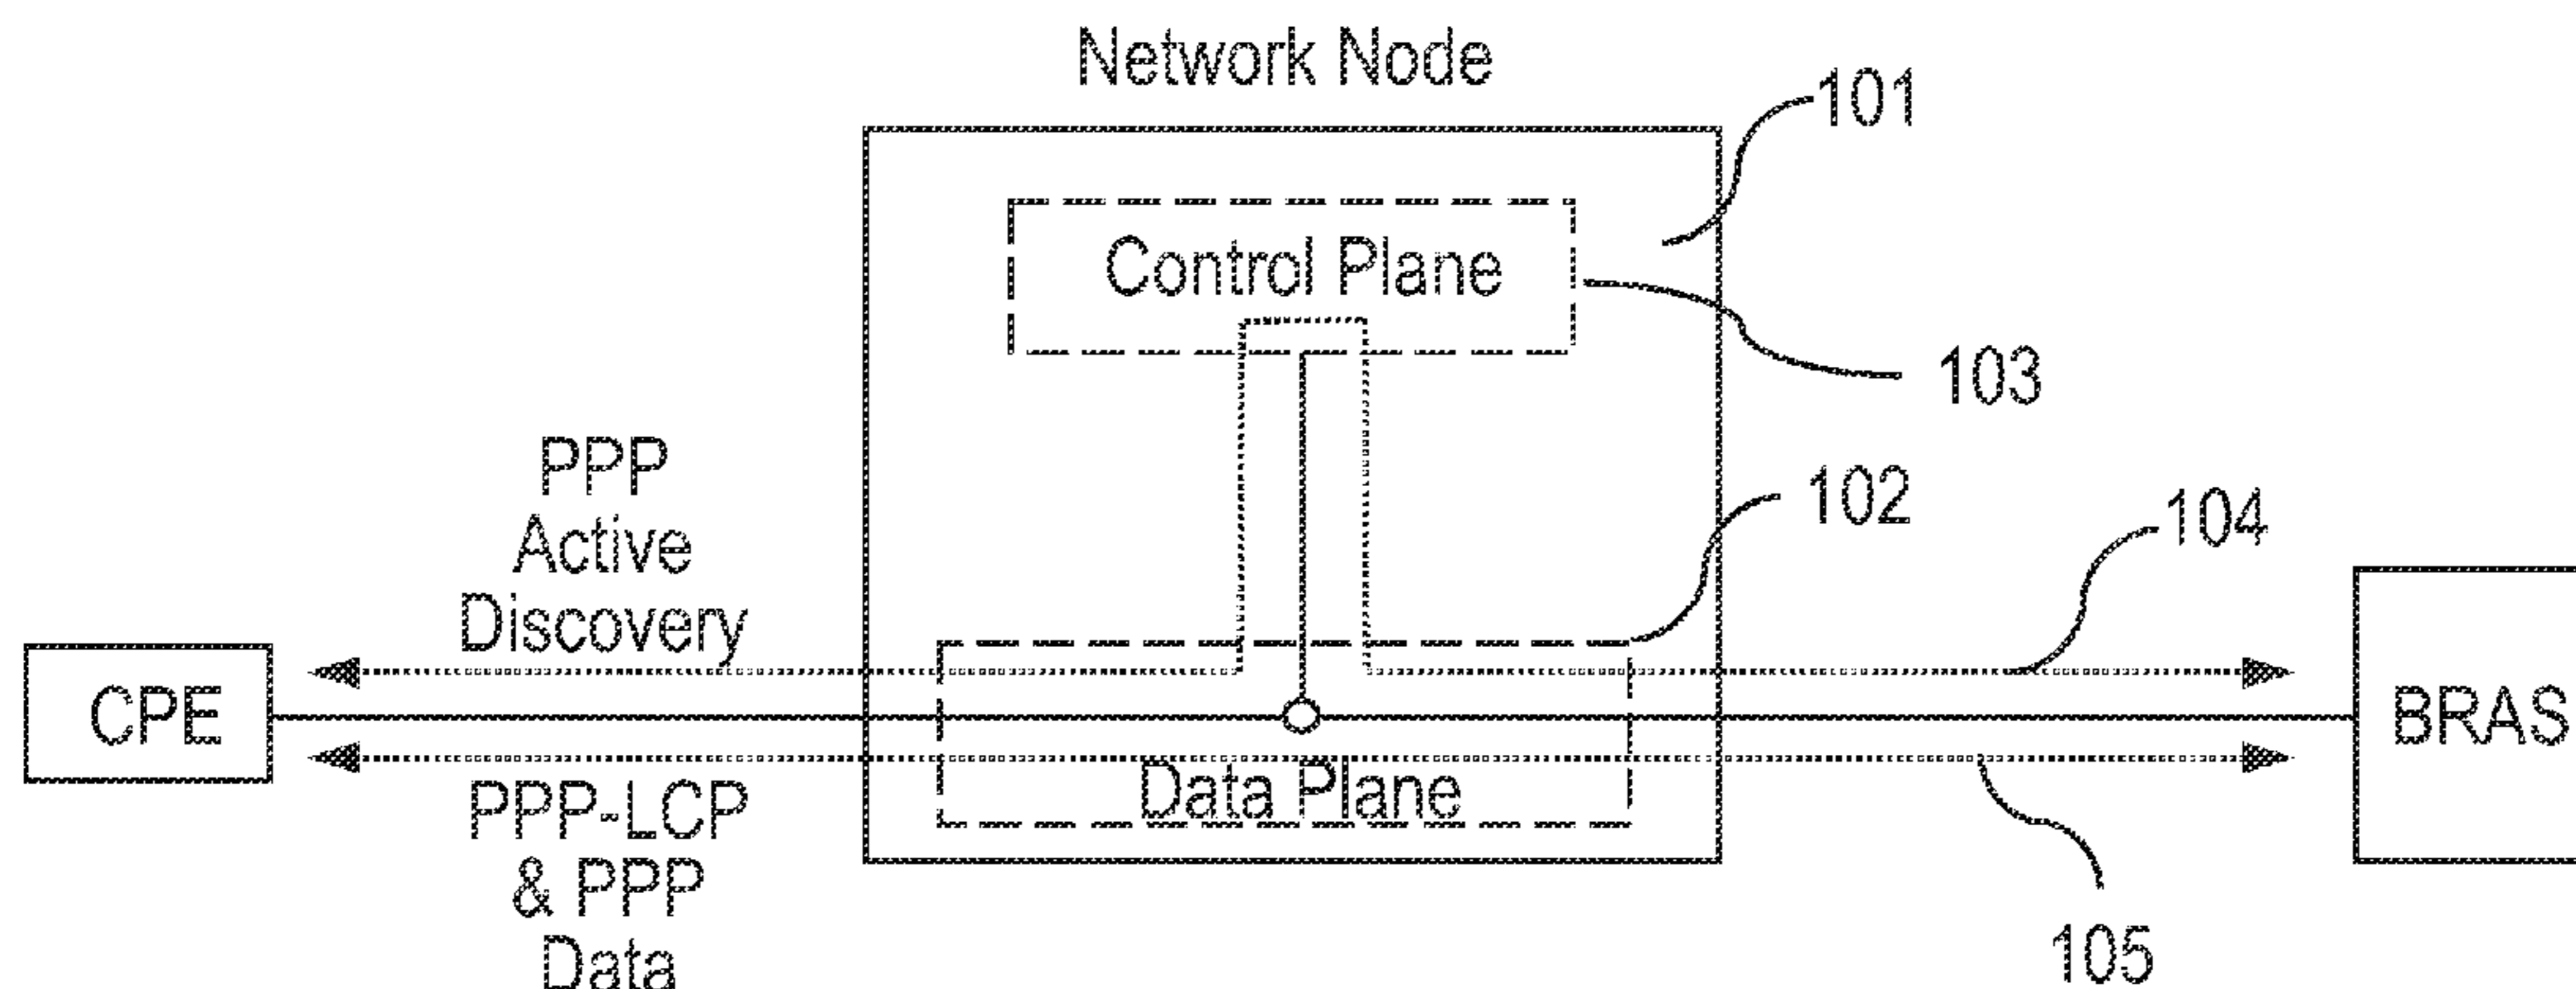 Network Node
101
Control Plane
103
PPP
Active
Discovery
102
104
CPE
BRAS
Data Plane
PPP-LCP
& PPP
Data
105